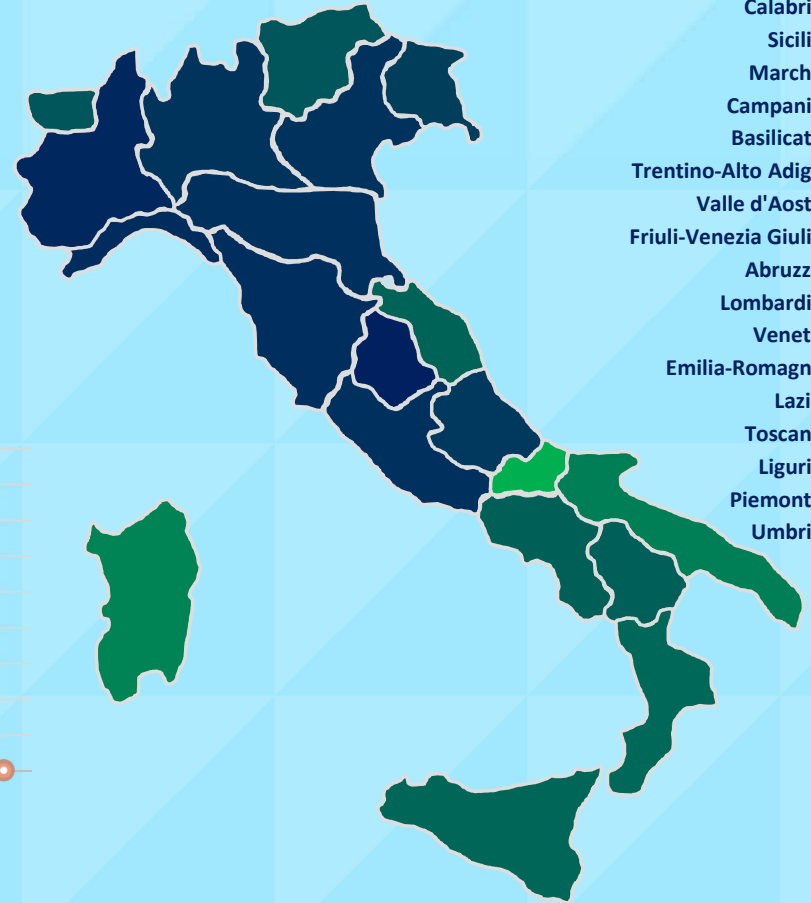 Calabri
Sicili
March
Campani
Basilicat
Trentino-Alto Adig
Valle d'Aost
Friuli-Venezia Giuli
Abruzz
Lombardi
Venet
Emilia-Romagn
Lazi
Toscan
Liguri
Piemont
Umbri